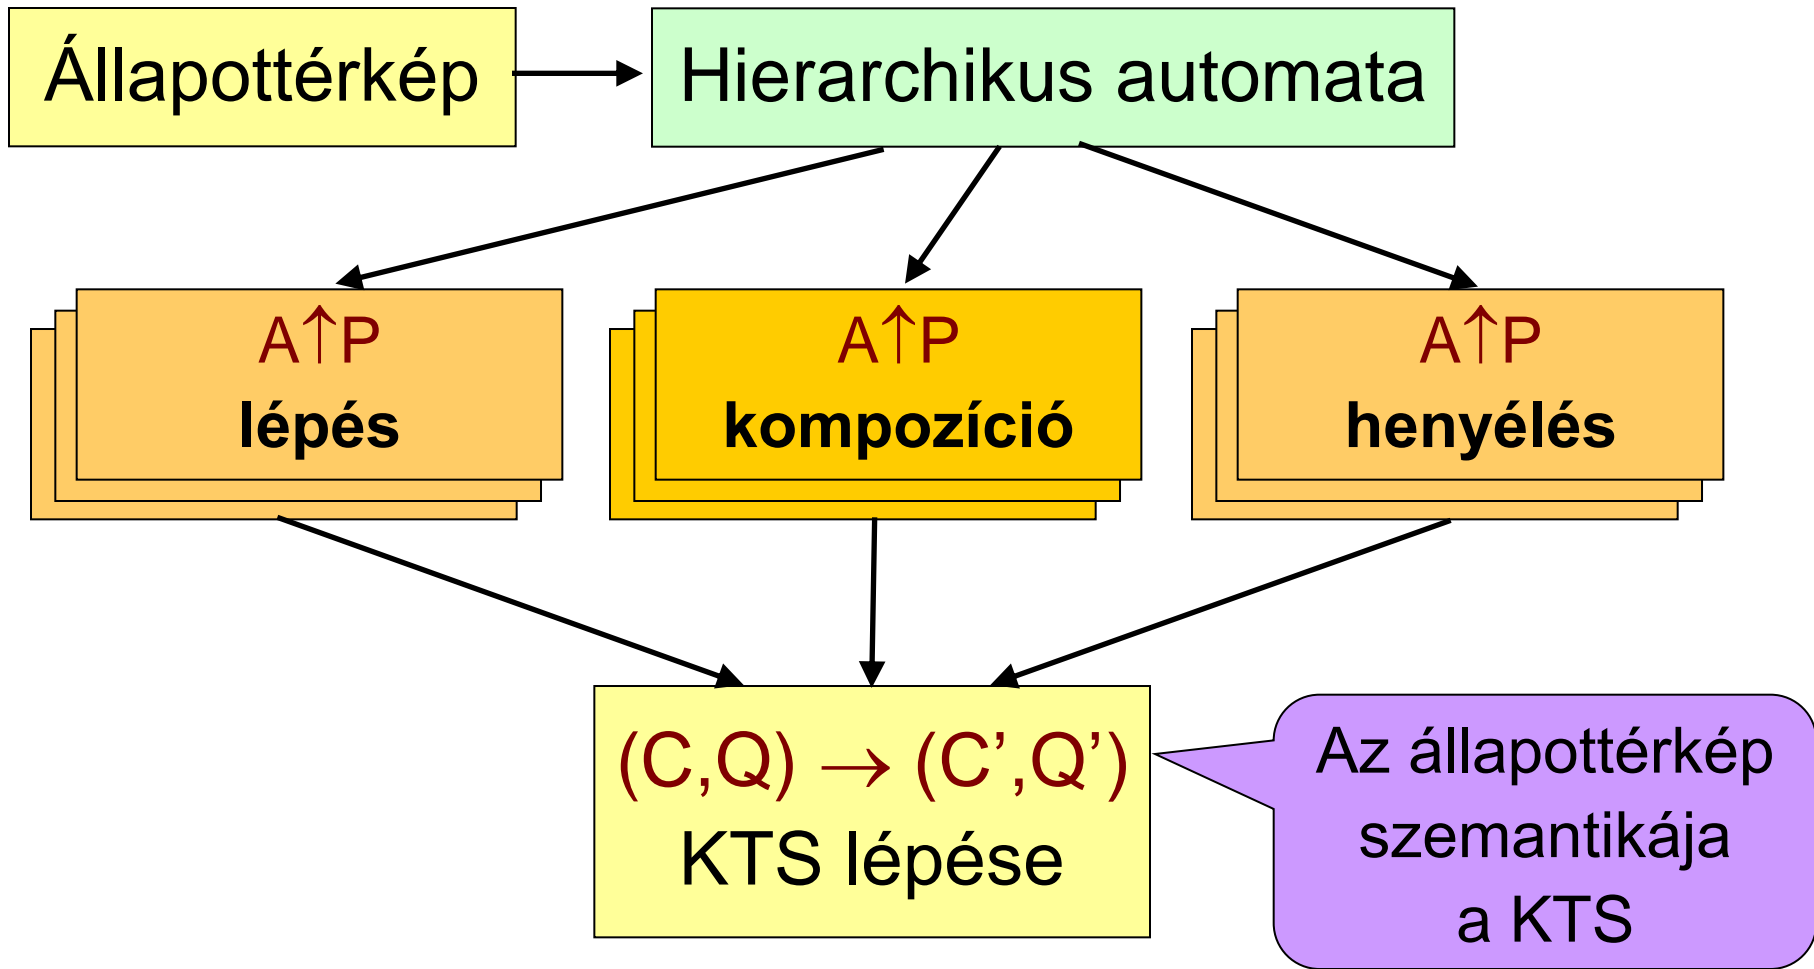 Állapottérkép
Hierarchikus automata
A↑P
lépés
A↑P
kompozíció
A↑P
henyélés
(C,Q) → (C’,Q’)
KTS lépése
Az állapottérkép
szemantikája
a KTS